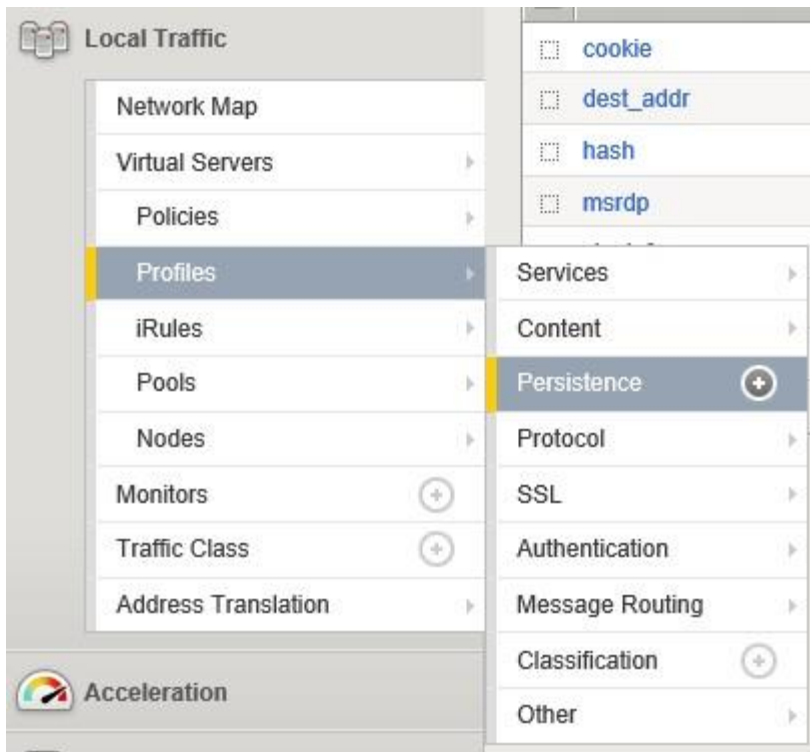 Local Traffic
Network Map
Virtual Servers
Policies
Profiles
iRules
Pools
Nodes
Monitors
Traffic Class
Address Translation
Acceleration
cookie
dest_addr
hash
msrdp
Services
Content
Persistence
Protocol
SSL
Authentication
Message Routing
Classification
Other